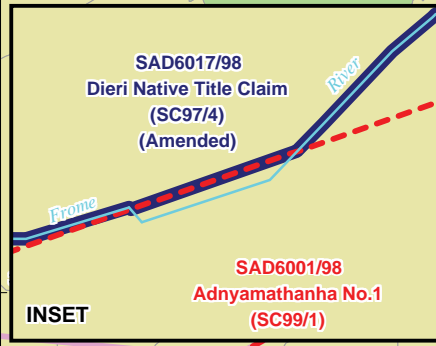 SAD6017/98
Dieri Native Title Claim
(SC97/4)
(Amended)
River
Frome
SAD6001/98
Adnyamathanha No.1
(SC99/1)
INSET